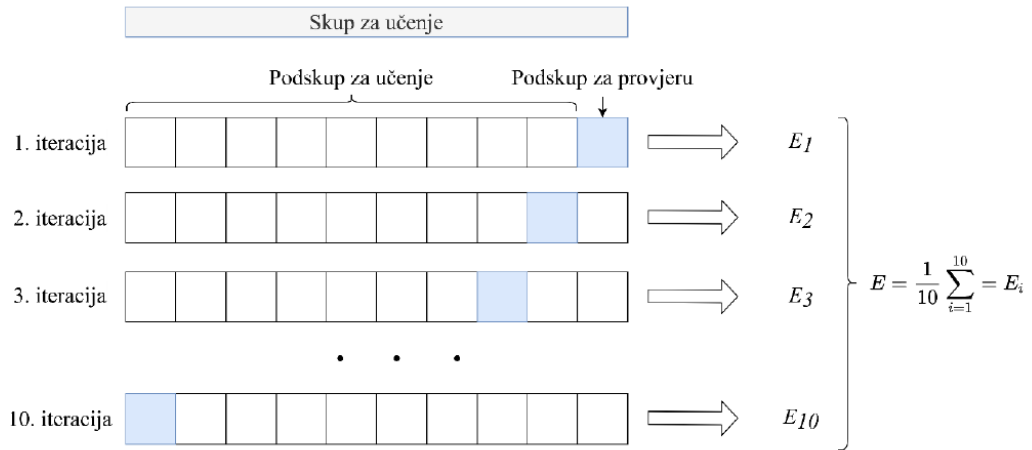 Skup za učenje
Podskup za učenje Podskup za provjeru
1. iteracija E₁
2. iteracija E₂
3. iteracija E₃
. . .
10. iteracija E₁₀
E = 1/10 ∑_{i=1}^{10} = E_i